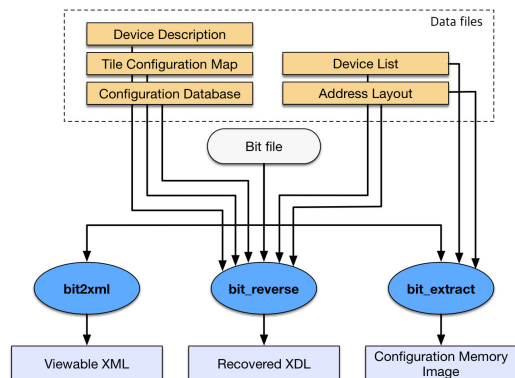 Data files
Device Description
Tile Configuration Map
Device List
Configuration Database
Address Layout
Bit file
bit2xml
bit_reverse
bit_extract
Viewable XML
Recovered XDL
Configuration Memory
Image